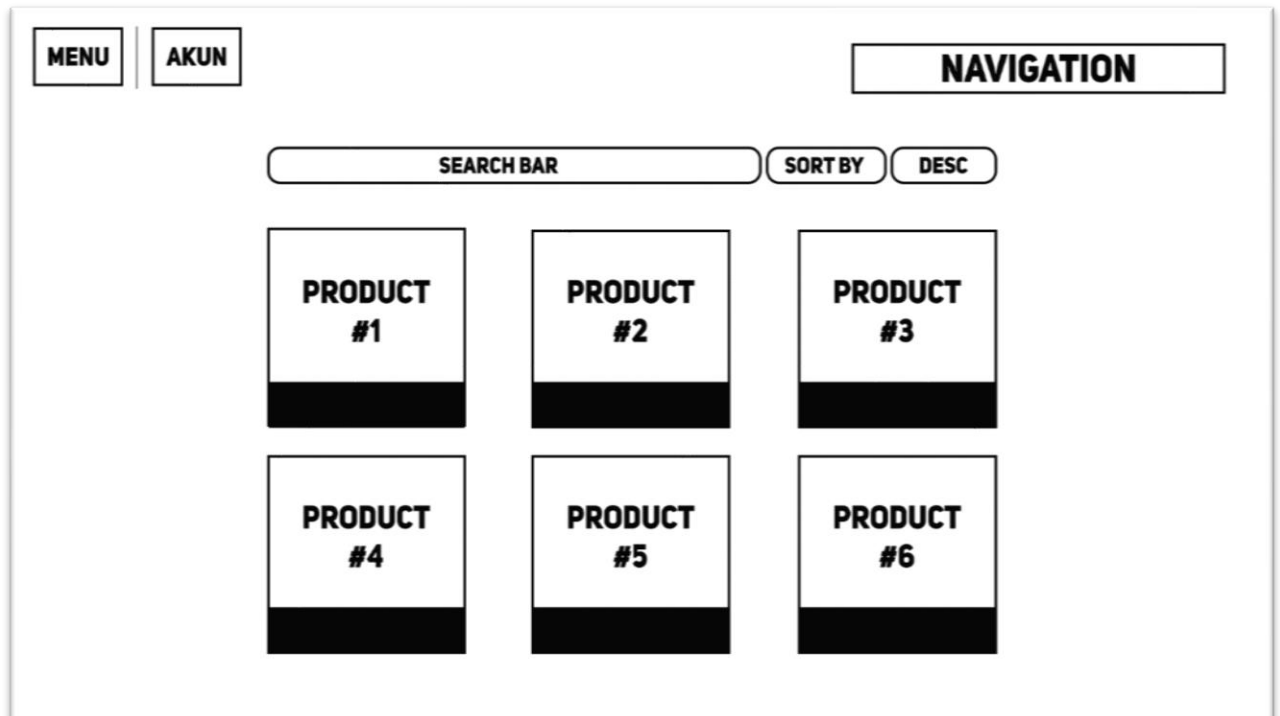 MENU
AKUN
NAVIGATION
SEARCH BAR
SORT BY
DESC
PRODUCT
#1
PRODUCT
#2
PRODUCT
#3
PRODUCT
#4
PRODUCT
#5
PRODUCT
#6